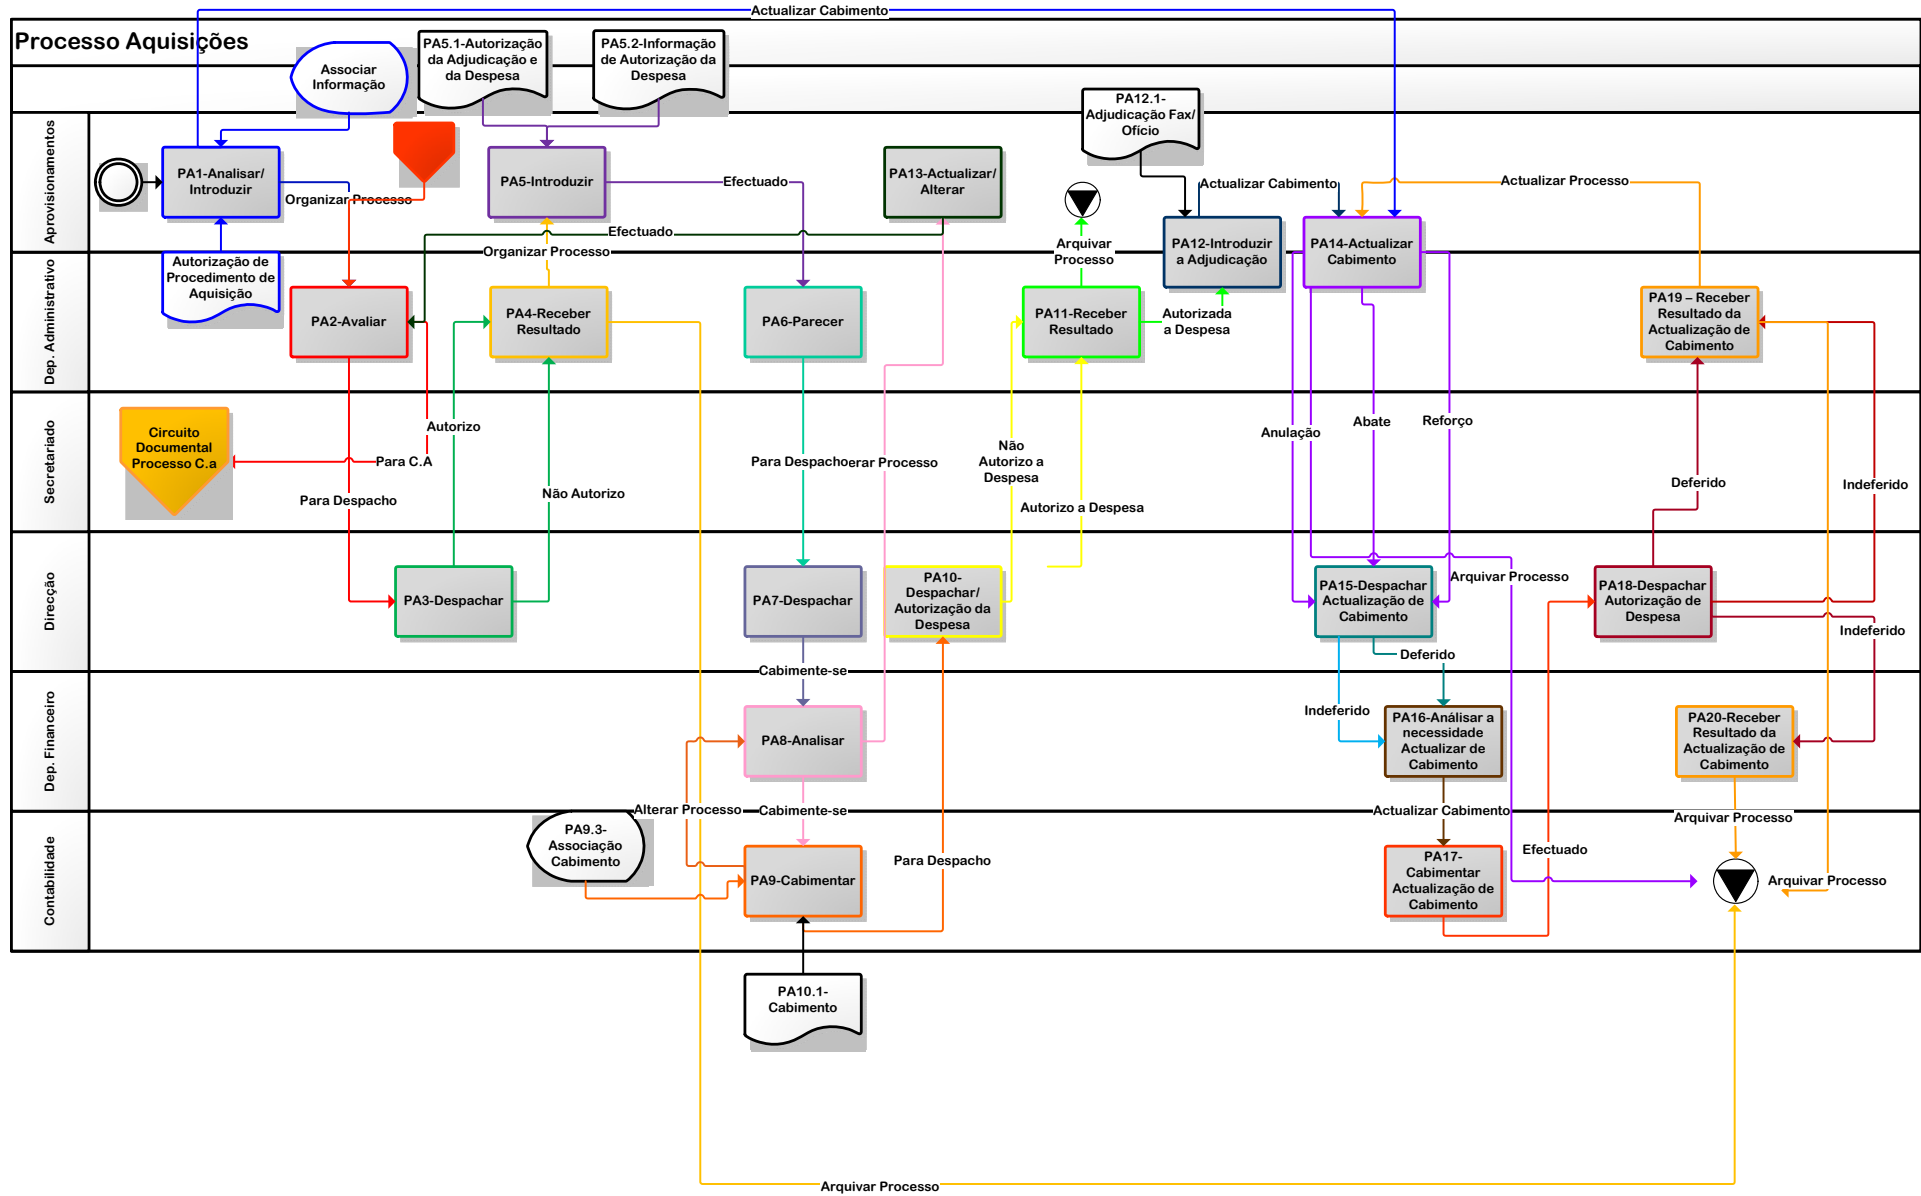 Actualizar Cabimento
Processo Aquisições
Associar
Informação
PA5.1-Autorização
da Adjudicação e
da Despesa
PA5.2-Informação
de Autorização da
Despesa
PA12.1-
Adjudicação Fax/
Ofício
Aprovisionamentos
PA1-Analisar/
Introduzir
Organizar Processo
PA5-Introduzir
Efectuado
PA13-Actualizar/
Alterar
Actualizar Cabimento
Actualizar Processo
Efectuado
Organizar Processo
Arquivar
Processo
PA12-Introduzir
a Adjudicação
PA14-Actualizar
Cabimento
Dep. Administrativo
Autorização de
Procedimento de
Aquisição
PA2-Avaliar
PA4-Receber
Resultado
PA6-Parecer
PA11-Receber
Resultado
Autorizada
a Despesa
PA19 – Receber
Resultado da
Actualização de
Cabimento
Secretariado
Circuito
Documental
Processo C.a
Autorizo
Para C.A
Para Despacho
Não Autorizo
Para Despacho
erar Processo
Não
Autorizo a
Despesa
Autorizo a Despesa
Anulação
Abate
Reforço
Deferido
Indeferido
Direcção
PA3-Despachar
PA7-Despachar
PA10-
Despachar/
Autorização da
Despesa
PA15-Despachar
Actualização de
Cabimento
Arquivar Processo
PA18-Despachar
Autorização de
Despesa
Indeferido
Deferido
Cabimente-se
Dep. Financeiro
PA8-Analisar
Indeferido
PA16-Análisar a
necessidade
Actualizar de
Cabimento
PA20-Receber
Resultado da
Actualização de
Cabimento
Alterar Processo
Cabimente-se
Actualizar Cabimento
Arquivar Processo
Contabilidade
PA9.3-
Associação
Cabimento
PA9-Cabimentar
Para Despacho
PA17-
Cabimentar
Actualização de
Cabimento
Efectuado
Arquivar Processo
PA10.1-
Cabimento
Arquivar Processo